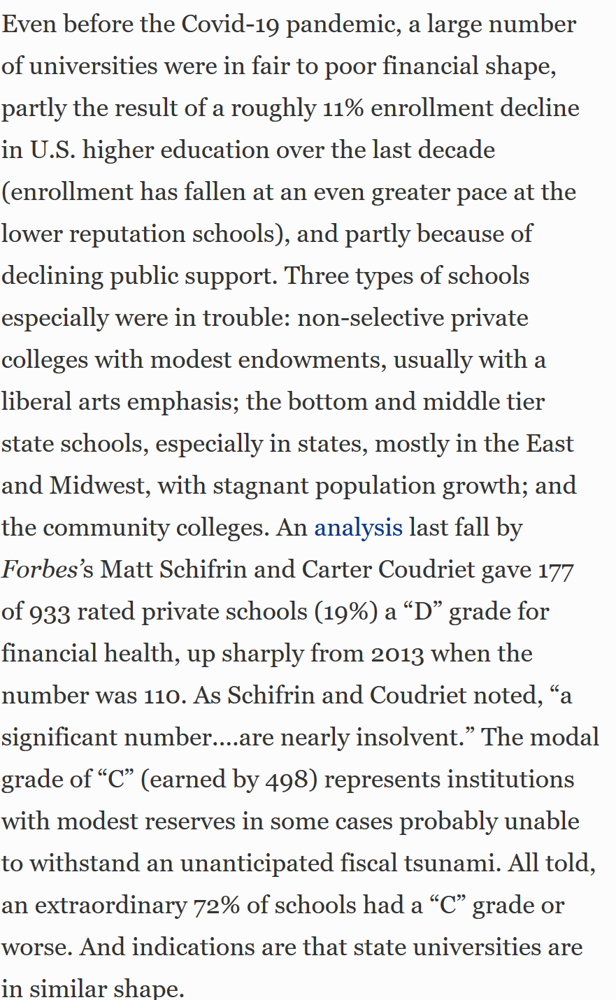 Even before the Covid-19 pandemic, a large number
of universities were in fair to poor financial shape,
partly the result of a roughly 11% enrollment decline
in U.S. higher education over the last decade
(enrollment has fallen at an even greater pace at the
lower reputation schools), and partly because of
declining public support. Three types of schools
especially were in trouble: non-selective private
colleges with modest endowments, usually with a
liberal arts emphasis; the bottom and middle tier
state schools, especially in states, mostly in the East
and Midwest, with stagnant population growth; and
the community colleges. An analysis last fall by
Forbes’s Matt Schifrin and Carter Coudriet gave 177
of 933 rated private schools (19%) a “D” grade for
financial health, up sharply from 2013 when the
number was 110. As Schifrin and Coudriet noted, “a
significant number....are nearly insolvent.” The modal
grade of “C” (earned by 498) represents institutions
with modest reserves in some cases probably unable
to withstand an unanticipated fiscal tsunami. All told,
an extraordinary 72% of schools had a “C” grade or
worse. And indications are that state universities are
in similar shape.